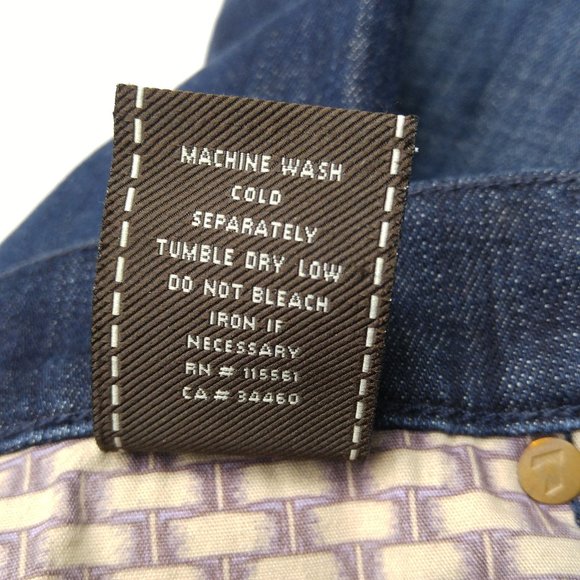 MACHINE WASH
COLD
SEPARATELY
TUMBLE DRY LOW
DO NOT BLEACH
IRON IF
NECESSARY
RN # 115561
CA # 34460